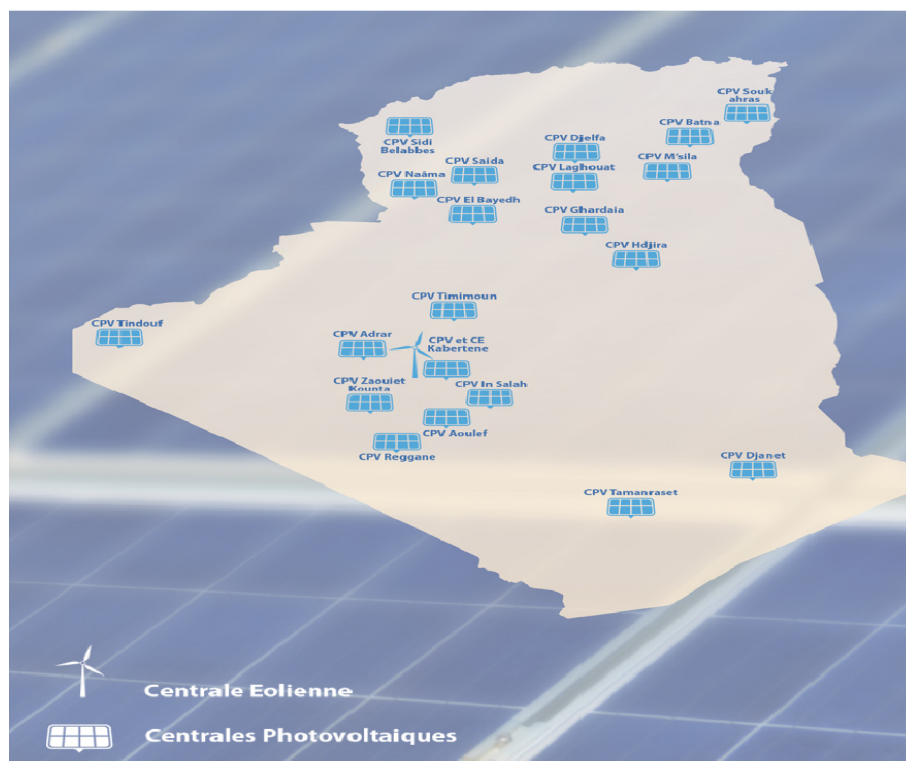 CPV Souk
ahras
CPV Batna
CPV Sidi
Belabbes
CPV Djelfa
CPV M'sila
CPV Saida
CPV Laghouat
CPV Naâma
CPV El Bayedh
CPV Ghardaia
CPV Hdjira
CPV Timimoun
CPV Tindouf
CPV Adrar
CPV et CE
Kabertene
CPV Zaouiet
Kounta
CPV In Salah
CPV Aoulef
CPV Reggane
CPV Djanet
CPV Tamanraset
Centrale Eolienne
Centrales Photovoltaiques